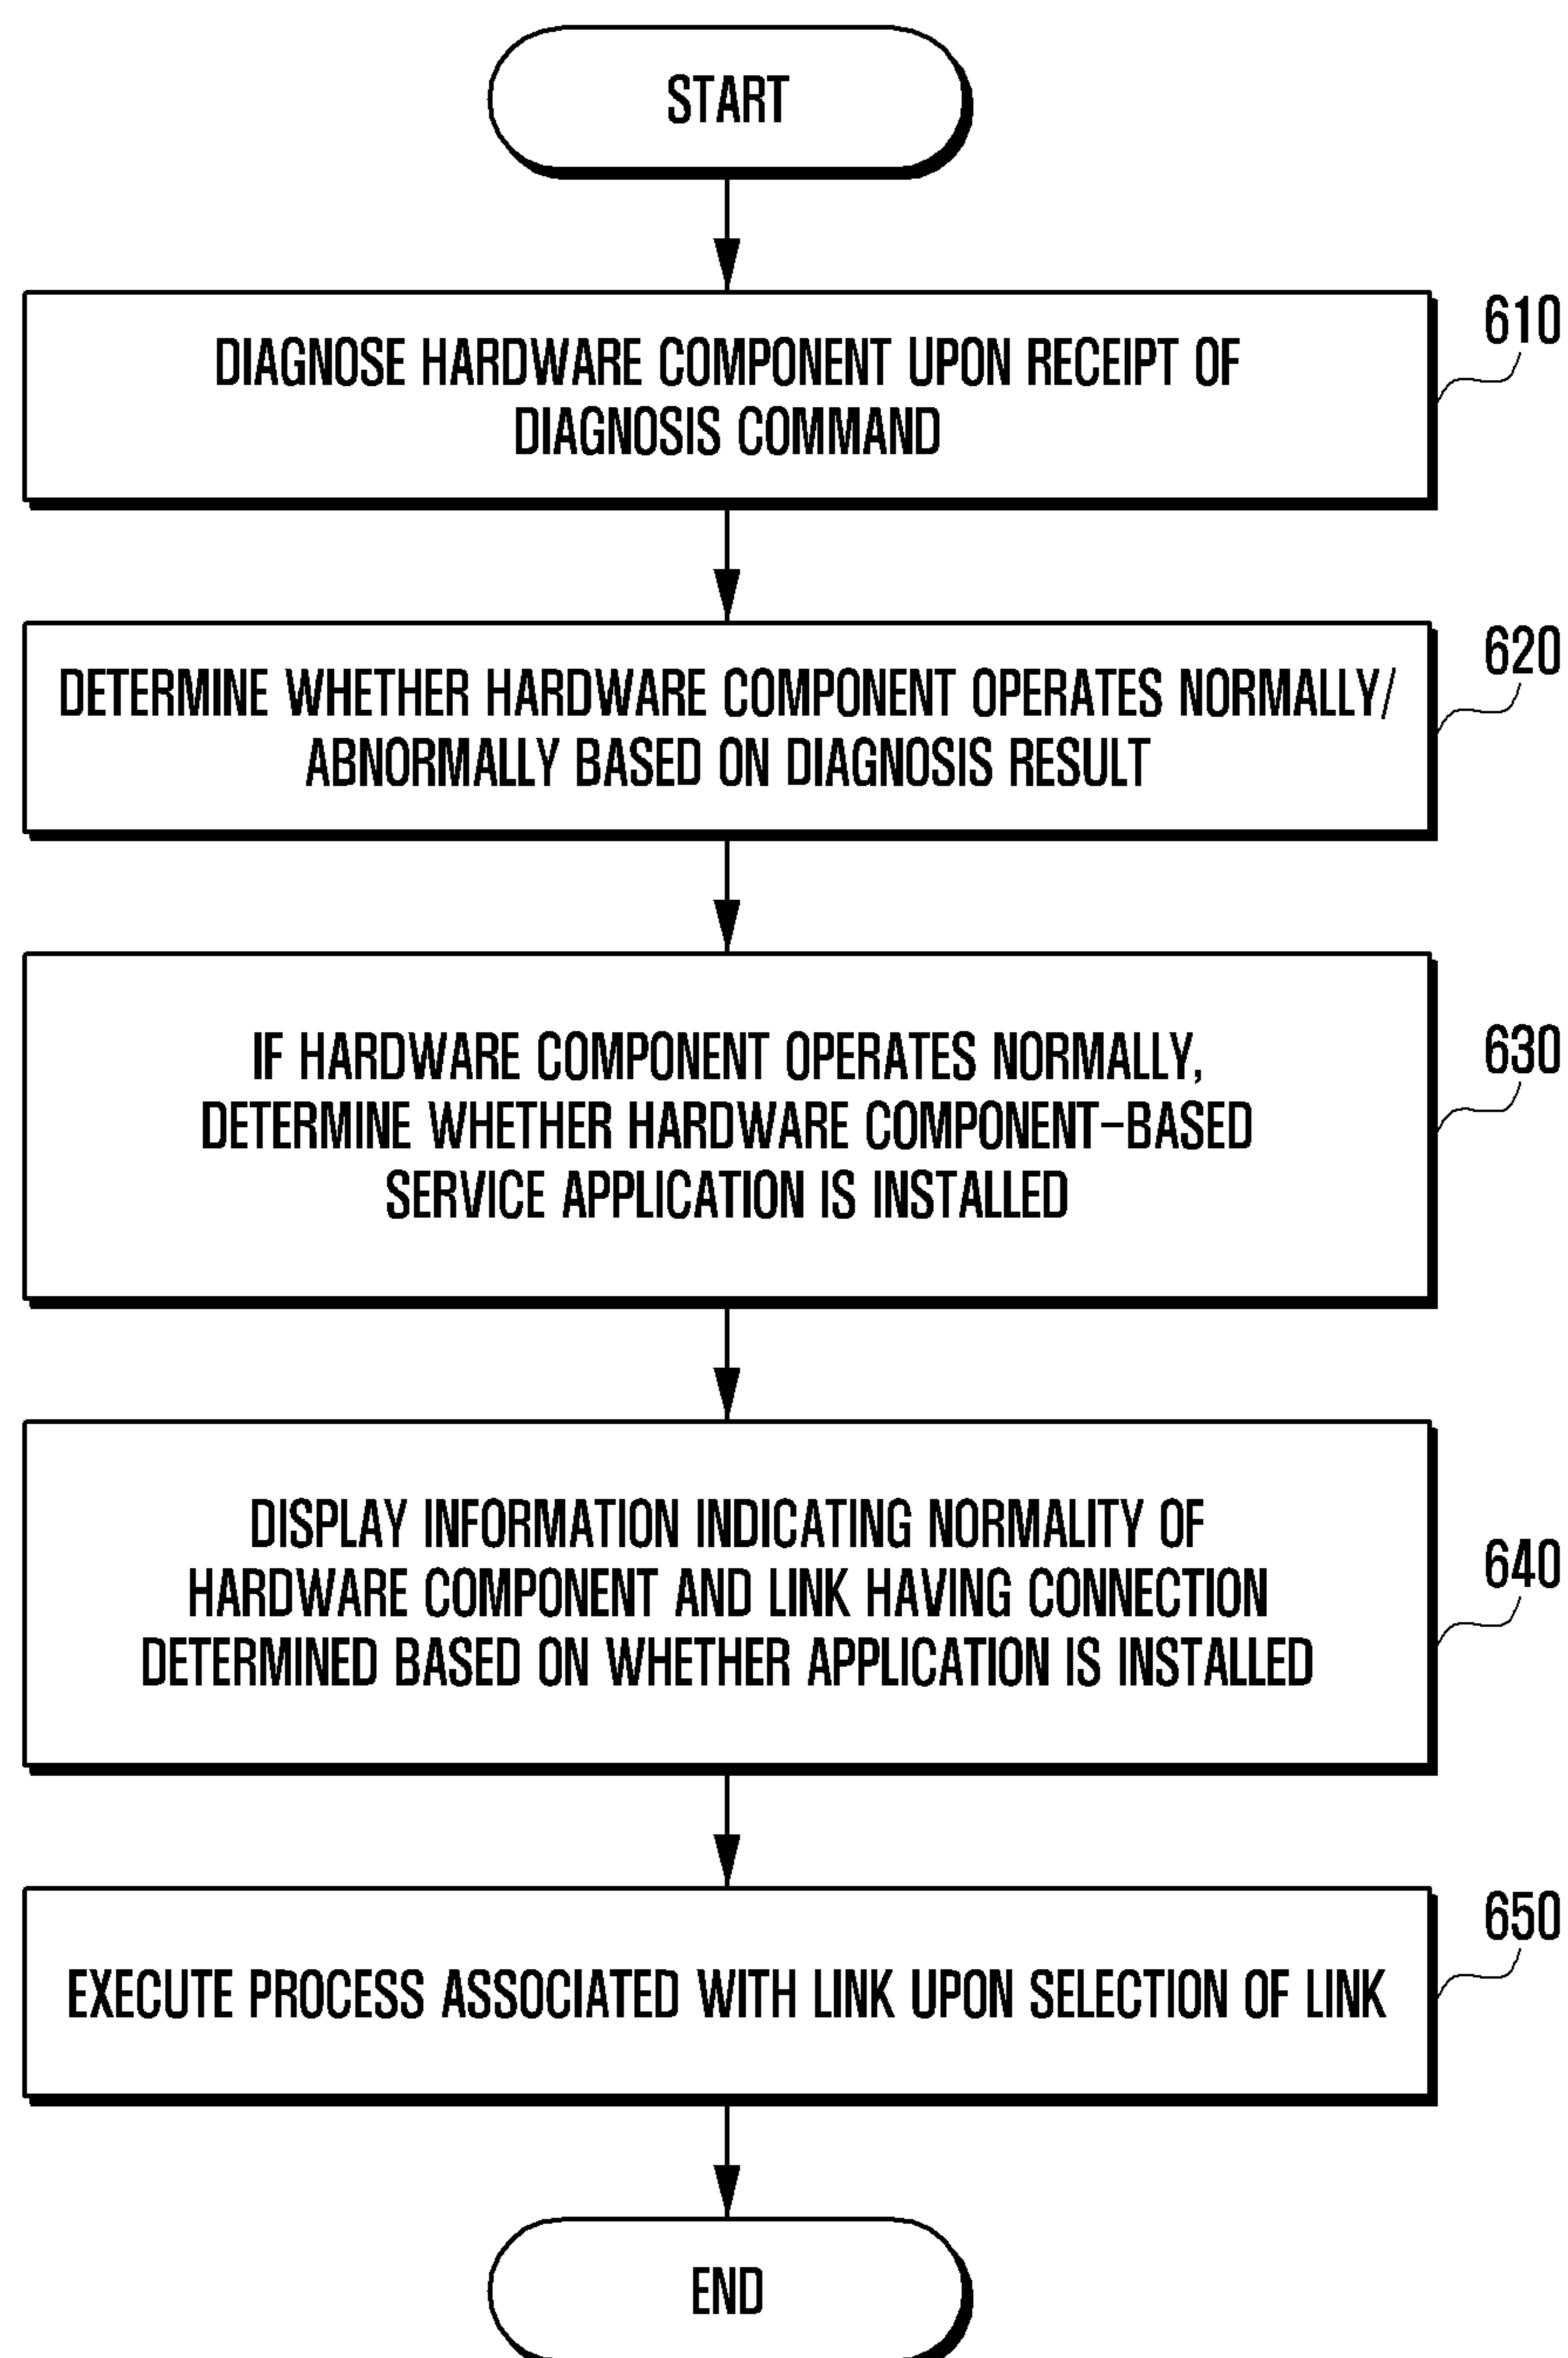 START
610
DIAGNOSE HARDWARE COMPONENT UPON RECEIPT OF
DIAGNOSIS COMMAND
620
DETERMINE WHETHER HARDWARE COMPONENT OPERATES NORMALLY/
ABNORMALLY BASED ON DIAGNOSIS RESULT
630
IF HARDWARE COMPONENT OPERATES NORMALLY,
DETERMINE WHETHER HARDWARE COMPONENT-BASED
SERVICE APPLICATION IS INSTALLED
640
DISPLAY INFORMATION INDICATING NORMALITY OF
HARDWARE COMPONENT AND LINK HAVING CONNECTION
DETERMINED BASED ON WHETHER APPLICATION IS INSTALLED
650
EXECUTE PROCESS ASSOCIATED WITH LINK UPON SELECTION OF LINK
END